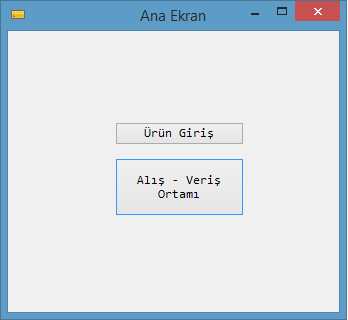 Ana Ekran
Ürün Giriş
Alış - Veriş
Ortamı